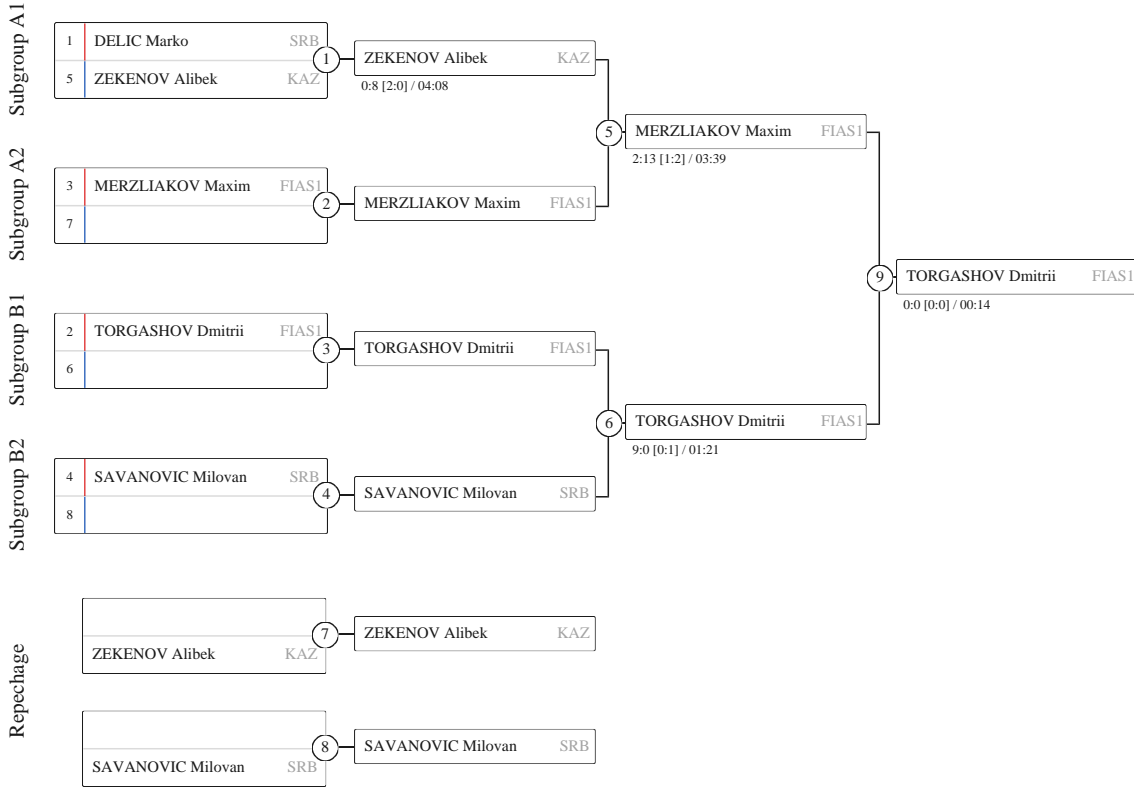 Subgroup A1
1 DELIC Marko SRB
5 ZEKENOV Alibek KAZ
1
ZEKENOV Alibek KAZ
0:8 [2:0] / 04:08
Subgroup A2
3 MERZLIAKOV Maxim FIAS1
7
2
MERZLIAKOV Maxim FIAS1
5
MERZLIAKOV Maxim FIAS1
2:13 [1:2] / 03:39
Subgroup B1
2 TORGASHOV Dmitrii FIAS1
6
3
TORGASHOV Dmitrii FIAS1
Subgroup B2
4 SAVANOVIC Milovan SRB
8
4
SAVANOVIC Milovan SRB
6
TORGASHOV Dmitrii FIAS1
9:0 [0:1] / 01:21
9
TORGASHOV Dmitrii FIAS1
0:0 [0:0] / 00:14
Repechage
ZEKENOV Alibek KAZ
7
ZEKENOV Alibek KAZ
SAVANOVIC Milovan SRB
8
SAVANOVIC Milovan SRB